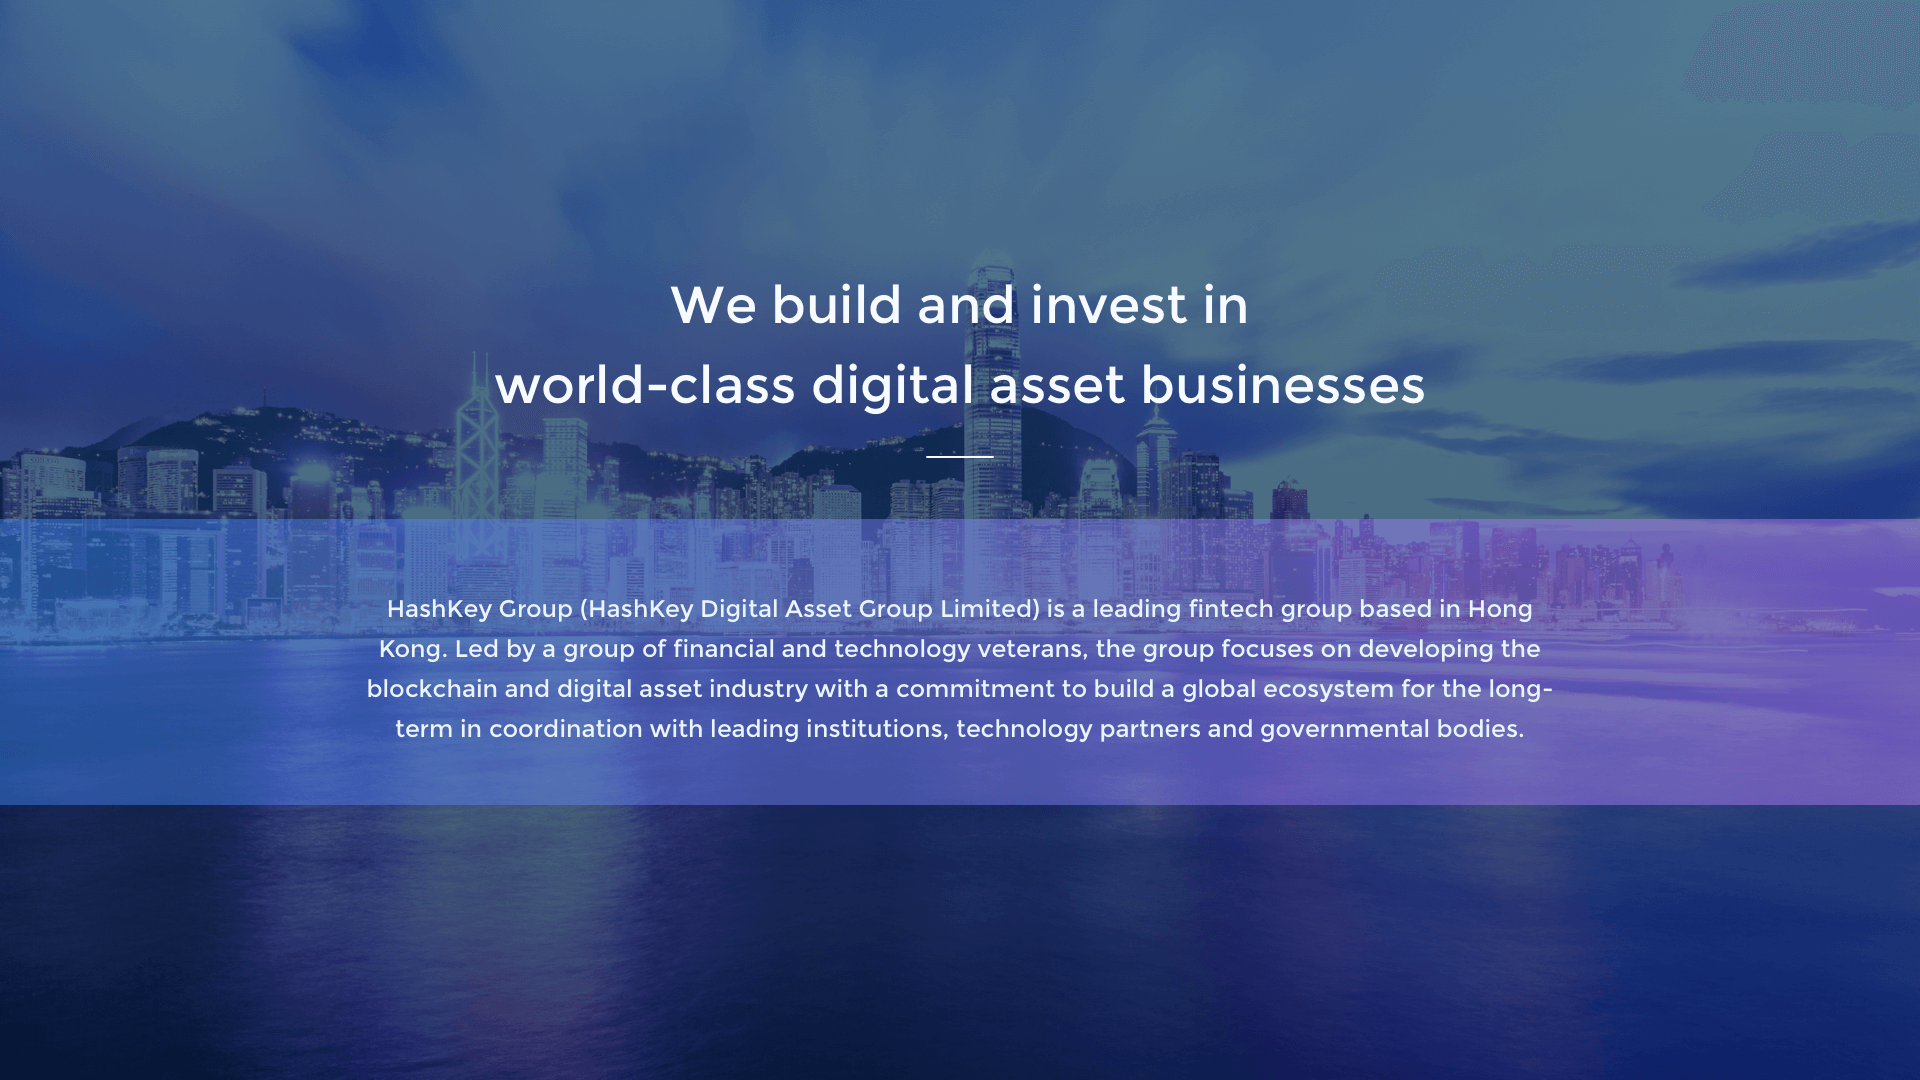 We build and invest in
world-class digital asset businesses
HashKey Group (HashKey Digital Asset Group Limited) is a leading fintech group based in Hong
Kong. Led by a group of financial and technology veterans, the group focuses on developing the
blockchain and digital asset industry with a commitment to build a global ecosystem for the long-
term in coordination with leading institutions, technology partners and governmental bodies.